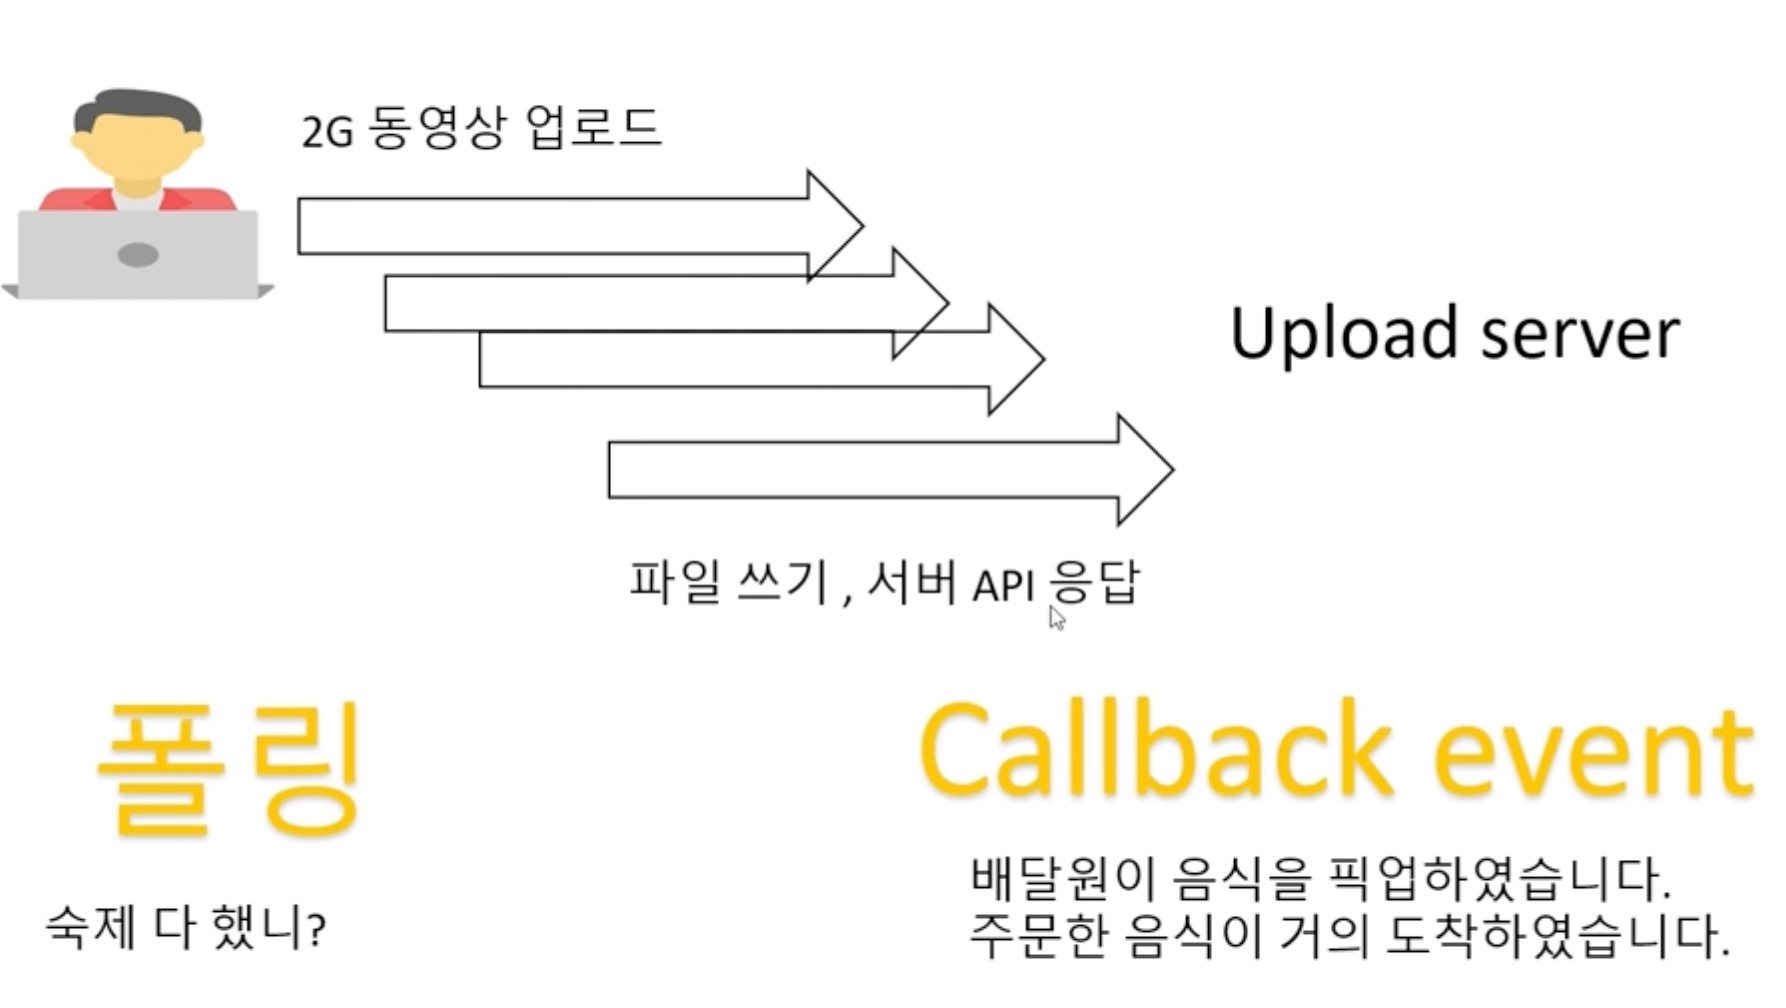 2G 동영상 업로드
Upload server
파일 쓰기 , 서버 API 응답
폴링
Callback event
숙제 다 했니?
배달원이 음식을 픽업하였습니다.
주문한 음식이 거의 도착하였습니다.